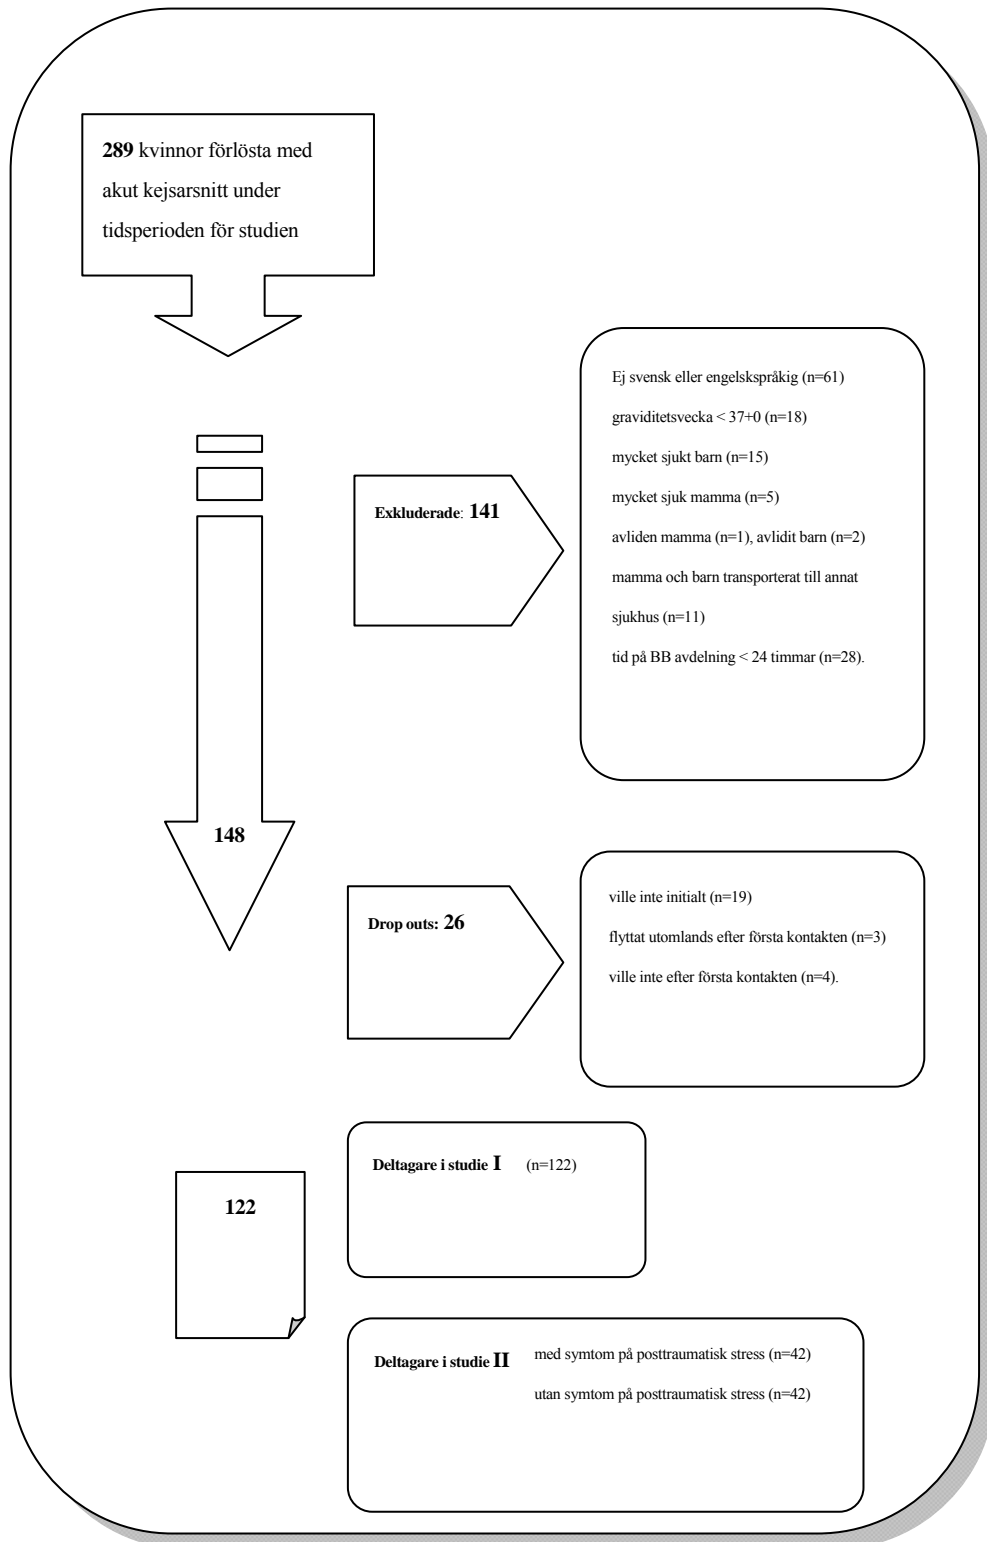 289 kvinnor förlösta med
akut kejsarsnitt under
tidsperioden för studien
Ej svensk eller engelskspråkig (n=61)
graviditetsvecka < 37+0 (n=18)
mycket sjukt barn (n=15)
mycket sjuk mamma (n=5)
avliden mamma (n=1), avlidit barn (n=2)
mamma och barn transporterat till annat
sjukhus (n=11)
tid på BB avdelning < 24 timmar (n=28).
Exkluderade: 141
148
Drop outs: 26
ville inte initialt (n=19)
flyttat utomlands efter första kontakten (n=3)
ville inte efter första kontakten (n=4).
122
Deltagare i studie I (n=122)
Deltagare i studie II med symtom på posttraumatisk stress (n=42)
utan symtom på posttraumatisk stress (n=42)